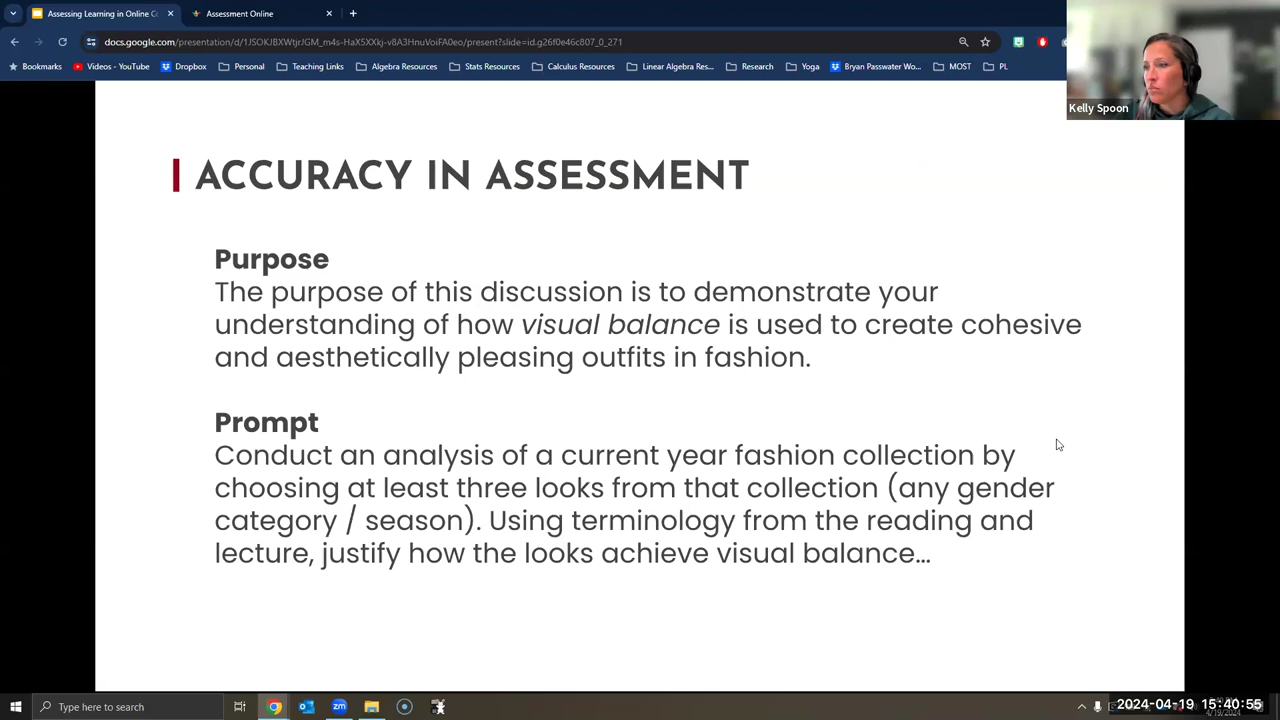 Assessing Learning in Online C
Assessment Online
docs.google.com/presentation/d/1JSOKJBXWtjrJGM_m4s-HaX5XXkj-v8A3HnuVoiFA0eo/present?slide=id.g26f0e46c807_0_271
Bookmarks
Videos - YouTube
Dropbox
Personal
Teaching Links
Algebra Resources
Stats Resources
Calculus Resources
Linear Algebra Res...
Research
Yoga
Bryan Passwater Wo...
MOST
PL
Kelly Spoon
ACCURACY IN ASSESSMENT
Purpose
The purpose of this discussion is to demonstrate your
understanding of how visual balance is used to create cohesive
and aesthetically pleasing outfits in fashion.
Prompt
Conduct an analysis of a current year fashion collection by
choosing at least three looks from that collection (any gender
category / season). Using terminology from the reading and
lecture, justify how the looks achieve visual balance...
Type here to search
zm
2024-04-19 15:40:55